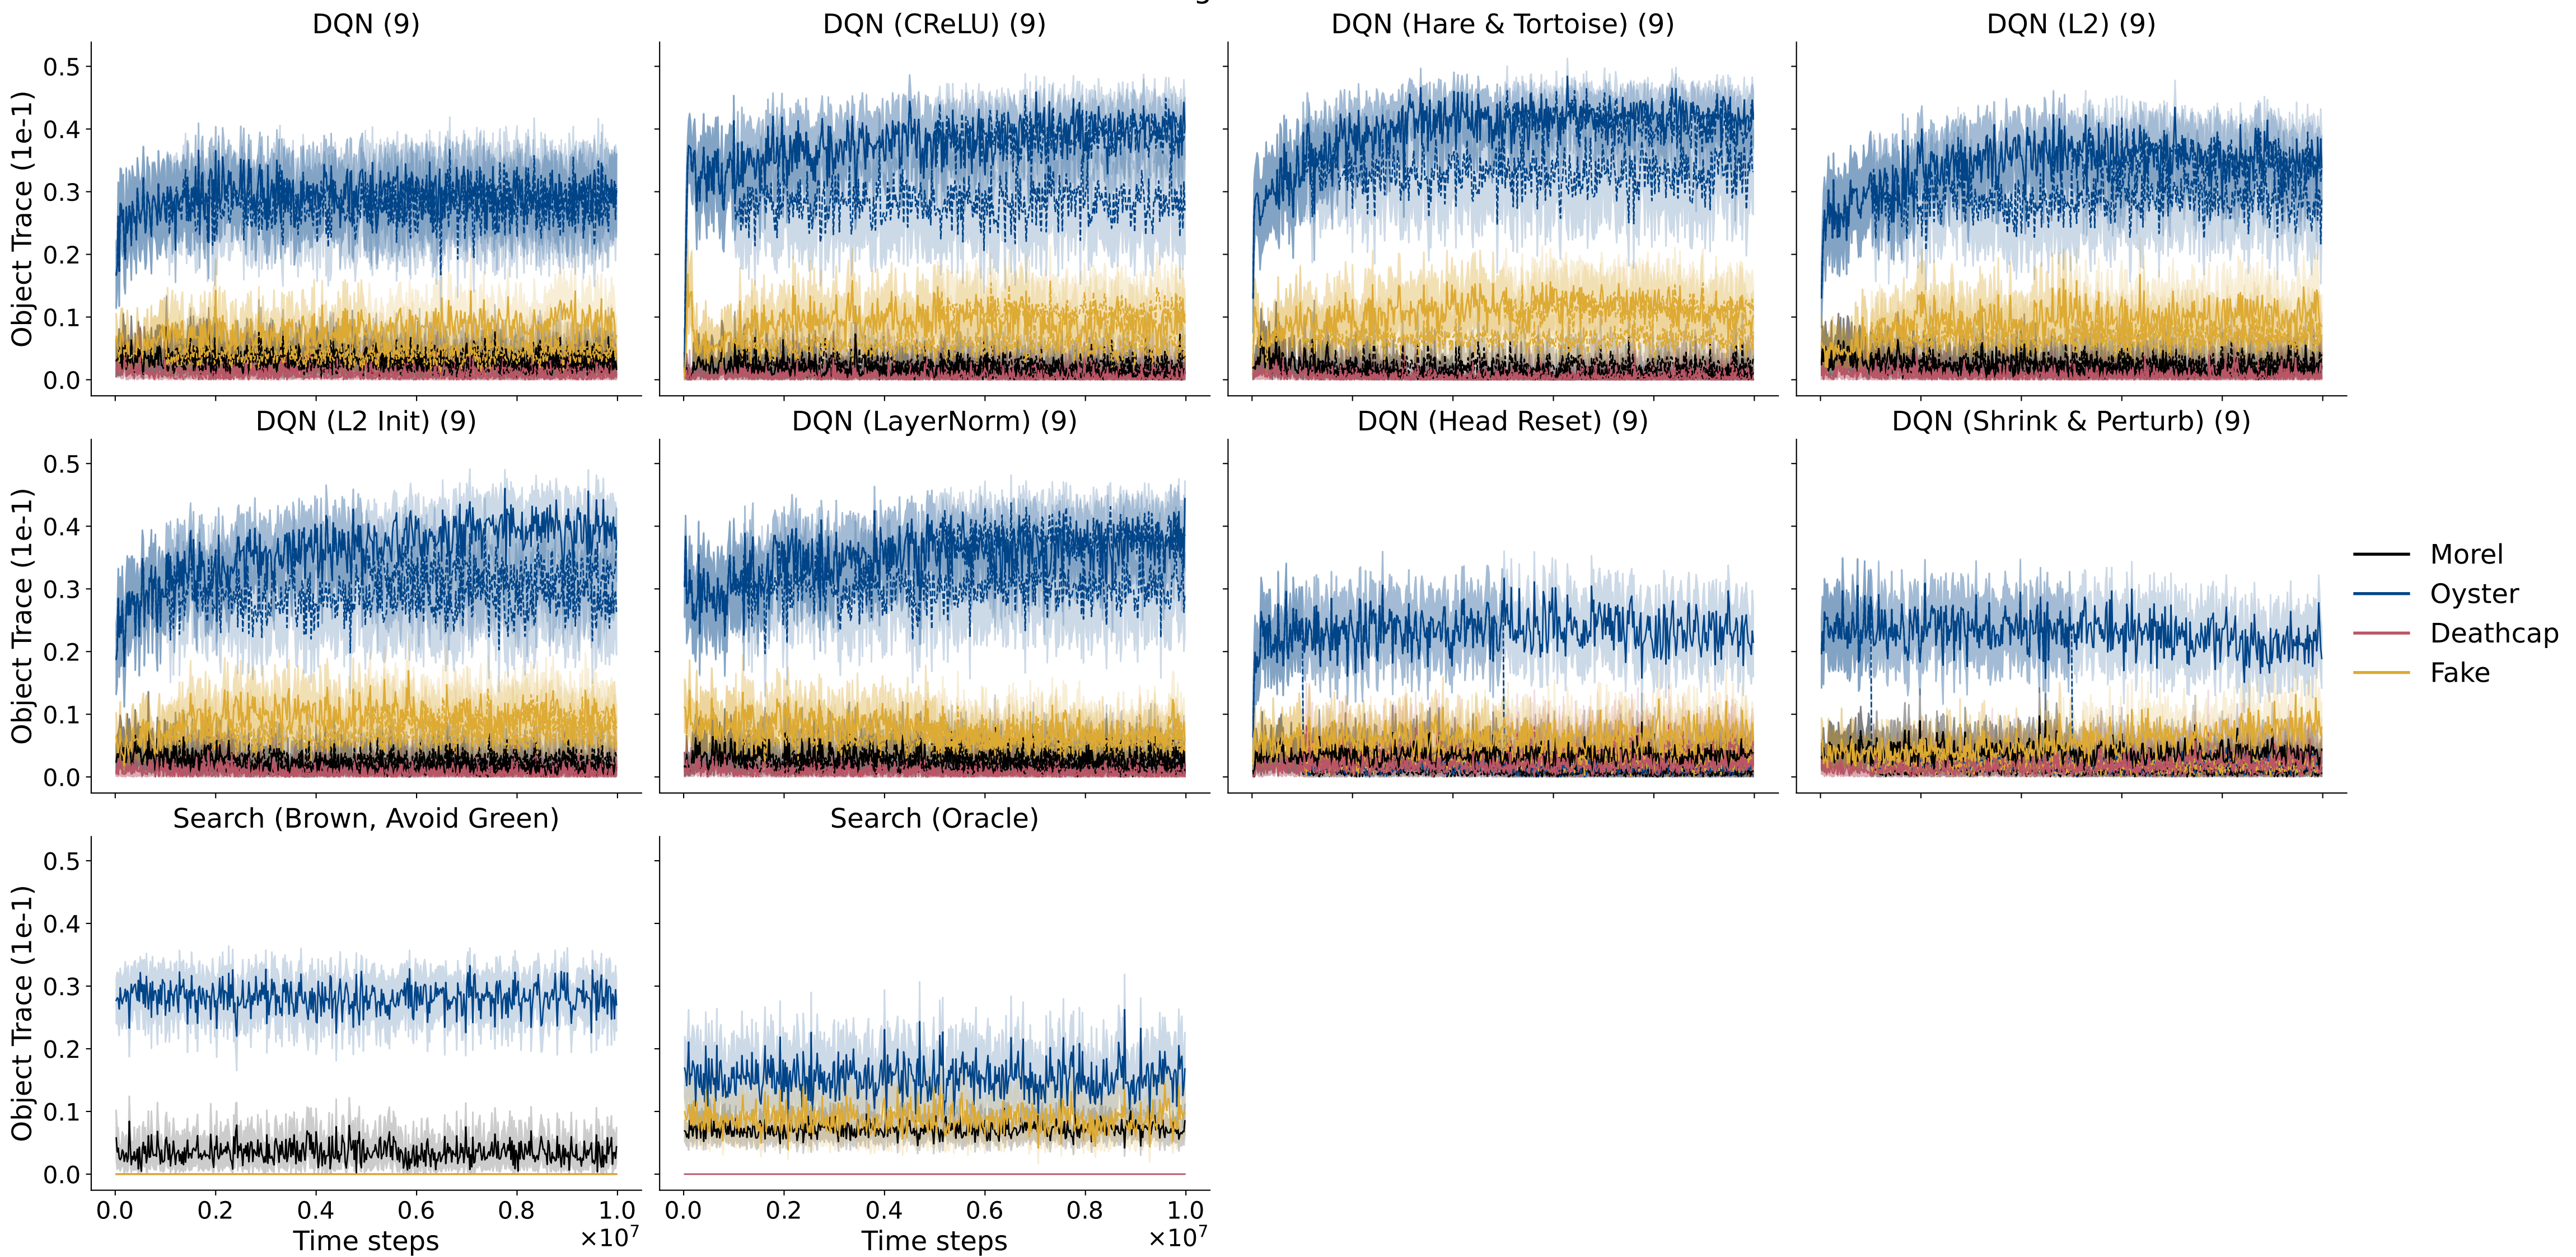 DQN (9)
DQN (CReLU) (9)
DQN (Hare & Tortoise) (9)
DQN (L2) (9)
Object Trace (1e-1)
0.5
0.4
0.3
0.2
0.1
0.0
DQN (L2 Init) (9)
DQN (LayerNorm) (9)
DQN (Head Reset) (9)
DQN (Shrink & Perturb) (9)
Object Trace (1e-1)
0.5
0.4
0.3
0.2
0.1
0.0
Morel
Oyster
Deathcap
Fake
Search (Brown, Avoid Green)
Search (Oracle)
Object Trace (1e-1)
0.5
0.4
0.3
0.2
0.1
0.0
0.0 0.2 0.4 0.6 0.8 1.0
×10⁷
Time steps
0.0 0.2 0.4 0.6 0.8 1.0
×10⁷
Time steps